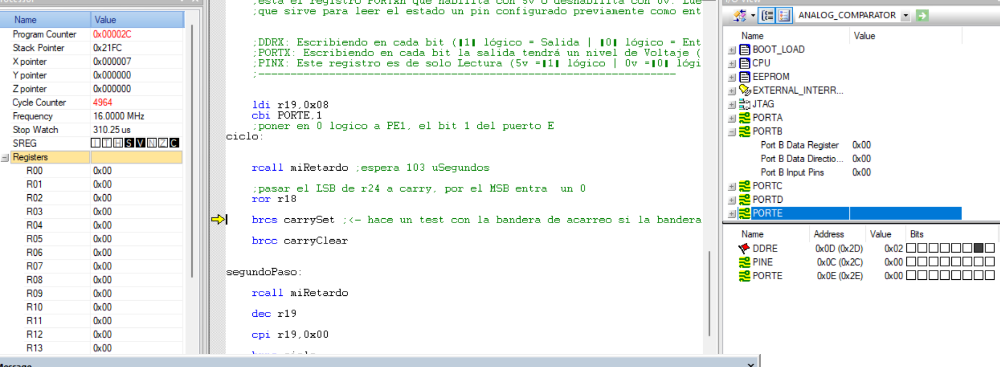 Name Value
Program Counter 0x00002C
Stack Pointer 0x21FC
X pointer 0x000007
Y pointer 0x000000
Z pointer 0x000000
Cycle Counter 4964
Frequency 16.0000 MHz
Stop Watch 310.25 us
SREG I T H S V N Z C
Registers
R00 0x00
R01 0x00
R02 0x00
R03 0x00
R04 0x00
R05 0x00
R06 0x00
R07 0x00
R08 0x00
R09 0x00
R10 0x00
R11 0x00
R12 0x00
R13 0x00
;esta el registro PORTxn que habilita con 5v o deshabilita con 0v. Lue
;que sirve para leer el estado un pin configurado previamente como ent
;DDRX: Escribiendo en cada bit (▮1▮ lógico = Salida | ▮0▮ lógico = Ent
;PORTX: Escribiendo en cada bit la salida tendrá un nivel de Voltaje (
;PINX: Este registro es de solo Lectura (5v =▮1▮ lógico | 0v =▮0▮ lógi
;-----------------------------------------------------------------
ldi r19,0x08
cbi PORTE,1
;poner en 0 logico a PE1, el bit 1 del puerto E
ciclo:
rcall miRetardo ;espera 103 uSegundos
;pasar el LSB de r24 a carry, por el MSB entra  un 0
ror r18
brcs carrySet ;<- hace un test con la bandera de acarreo si la bandera
brcc carryClear
segundoPaso:
rcall miRetardo
dec r19
cpi r19,0x00
I/O View
ANALOG_COMPARATOR
Name Value
BOOT_LOAD
CPU
EEPROM
EXTERNAL_INTERR...
JTAG
PORTA
PORTB
Port B Data Register 0x00
Port B Data Directio... 0x00
Port B Input Pins 0x00
PORTC
PORTD
PORTE
Name Address Value Bits
DDRE 0x0D (0x2D) 0x02
PINE 0x0C (0x2C) 0x00
PORTE 0x0E (0x2E) 0x00
Message